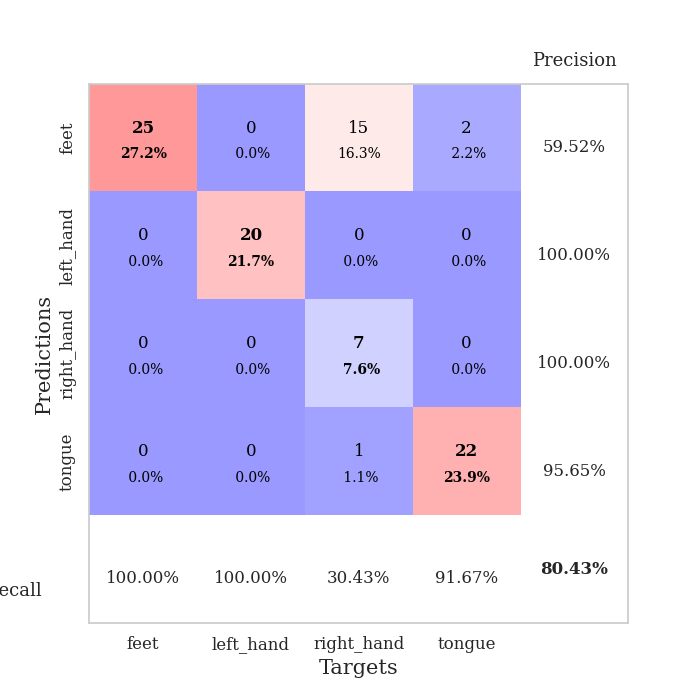 Precision
feet
25 0 15 2
27.2% 0.0% 16.3% 2.2%
59.52%
left_hand
0 20 0 0
0.0% 21.7% 0.0% 0.0%
100.00%
Predictions
right_hand
0 0 7 0
0.0% 0.0% 7.6% 0.0%
100.00%
tongue
0 0 1 22
0.0% 0.0% 1.1% 23.9%
95.65%
ecall
100.00% 100.00% 30.43% 91.67% 80.43%
feet left_hand right_hand tongue
Targets